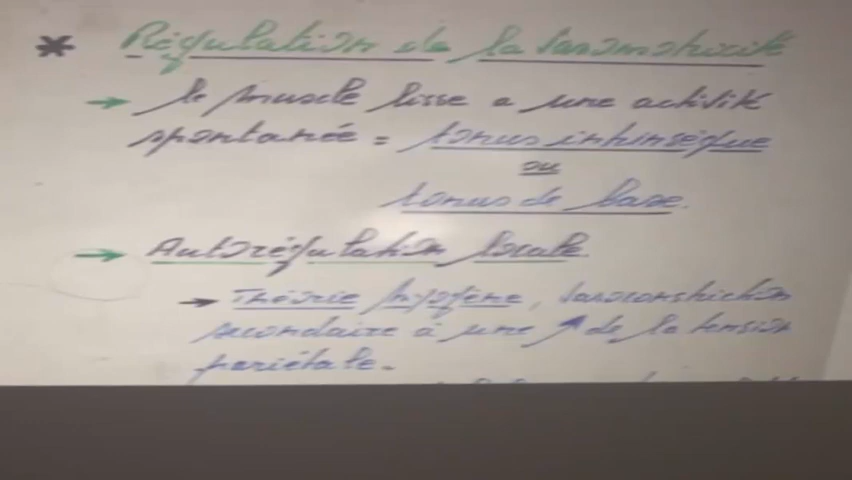 * Régulation de la vasomotricité
→ le muscle lisse a une activité
spontanée = tonus intrinsèque
ou
tonus de base.
→ Autorégulation locale
→ Théorie myogène, vasoconstriction
secondaire à une ↗ de la tension
pariétale.